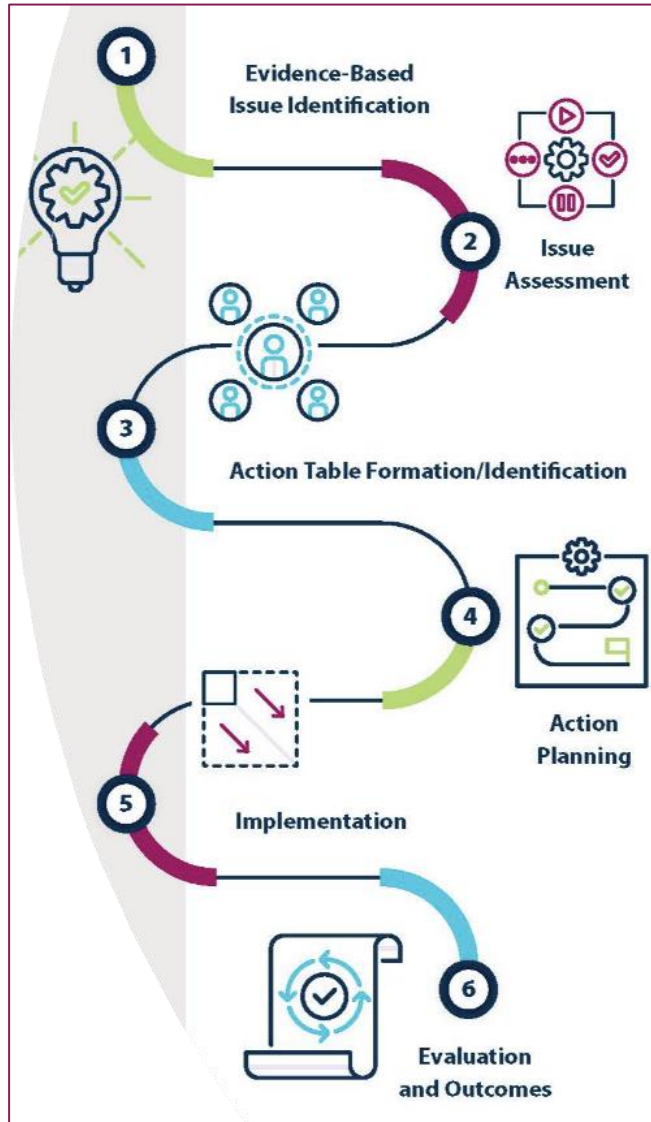 1
Evidence-Based
Issue Identification
2
Issue
Assessment
3
Action Table Formation/Identification
4
Action
Planning
5
Implementation
6
Evaluation
and Outcomes